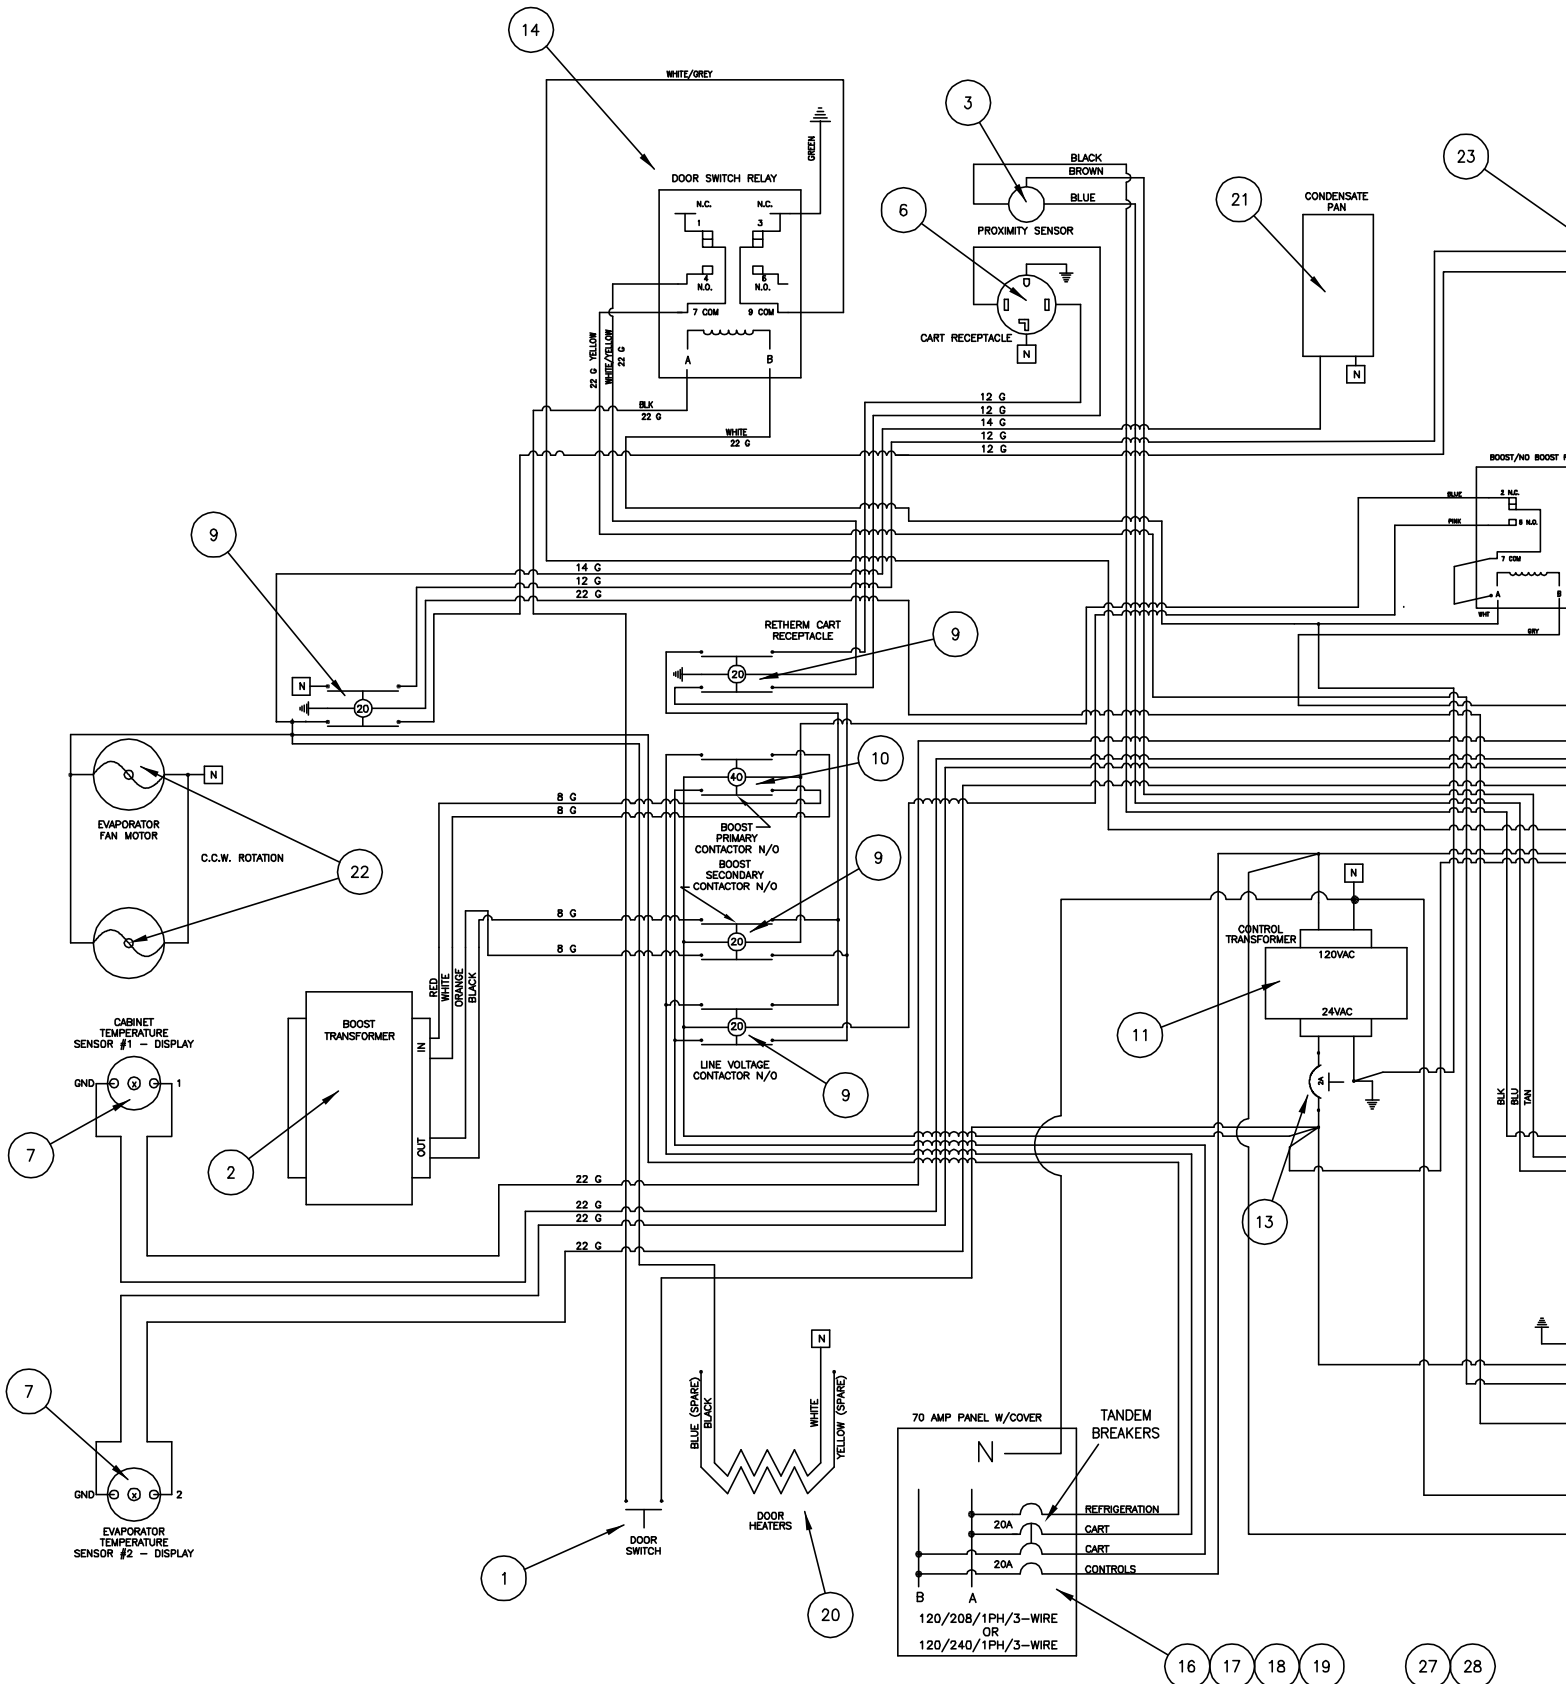 14
WHITE/GREY
3
23
GREEN
BLACK
BROWN
BLUE
DOOR SWITCH RELAY
21
CONDENSATE
PAN
N.C.
N.C.
1
3
6
PROXIMITY SENSOR
4
N.O.
6
N.O.
7 COM
9 COM
CART RECEPTACLE
N
22 G YELLOW
WHITE/YELLOW
22 G
A
B
N
BLK
22 G
WHITE
22 G
12 G
12 G
14 G
12 G
12 G
BOOST/NO BOOST
BLUE
2 N.C.
PINK
8 N.O.
7 COM
A
B
WHT
GRY
9
14 G
12 G
22 G
RETHERM CART
RECEPTACLE
9
N
20
20
10
40
N
EVAPORATOR
FAN MOTOR
C.C.W. ROTATION
22
8 G
8 G
BOOST
PRIMARY
CONTACTOR N/O
BOOST
SECONDARY
CONTACTOR N/O
9
8 G
20
8 G
N
CONTROL
TRANSFORMER
120VAC
24VAC
11
RED
WHITE
ORANGE
BLACK
BOOST
TRANSFORMER
IN
OUT
2
20
LINE VOLTAGE
CONTACTOR N/O
9
CABINET
TEMPERATURE
SENSOR #1 - DISPLAY
GND
X
1
7
2A
BLK
BLU
TAN
13
22 G
22 G
22 G
22 G
7
GND
X
2
EVAPORATOR
TEMPERATURE
SENSOR #2 - DISPLAY
N
BLUE (SPARE)
BLACK
WHITE
YELLOW (SPARE)
DOOR
HEATERS
20
DOOR
SWITCH
1
70 AMP PANEL W/COVER
TANDEM
BREAKERS
N
REFRIGERATION
20A
CART
CART
20A
CONTROLS
B
A
120/208/1PH/3-WIRE
OR
120/240/1PH/3-WIRE
16
17
18
19
27
28